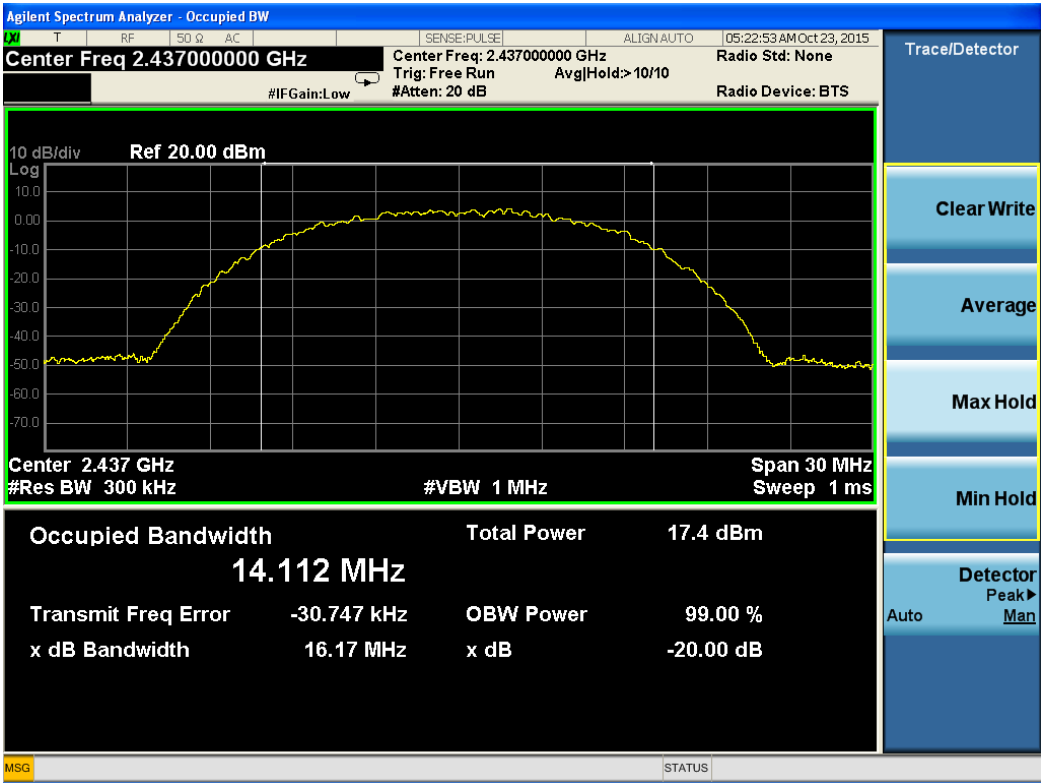 Agilent Spectrum Analyzer - Occupied BW
LXI T RF 50 Ω AC SENSE:PULSE ALIGN AUTO 05:22:53 AM Oct 23, 2015
Center Freq 2.437000000 GHz
#IFGain:Low
Center Freq: 2.437000000 GHz
Trig: Free Run Avg|Hold:> 10/10
#Atten: 20 dB
Radio Std: None
Radio Device: BTS
10 dB/div Ref 20.00 dBm
Log
10.0
0.00
-10.0
-20.0
-30.0
-40.0
-50.0
-60.0
-70.0
Center 2.437 GHz Span 30 MHz
#Res BW 300 kHz #VBW 1 MHz Sweep 1 ms
Occupied Bandwidth Total Power 17.4 dBm
14.112 MHz
Transmit Freq Error -30.747 kHz OBW Power 99.00 %
x dB Bandwidth 16.17 MHz x dB -20.00 dB
Trace/Detector
Clear Write
Average
Max Hold
Min Hold
Detector
Peak▶
Auto Man
MSG STATUS